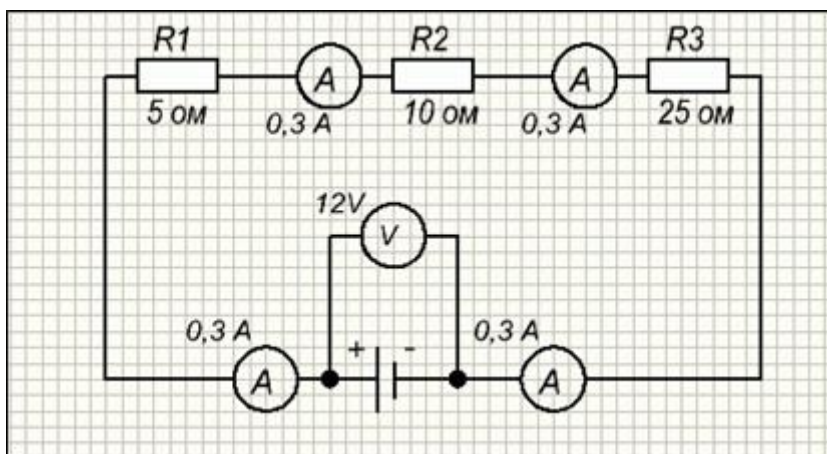 R1 A R2 A R3
5 ом 0,3 А 10 ом 0,3 А 25 ом
12V
V
0,3 А + - 0,3 А
A A